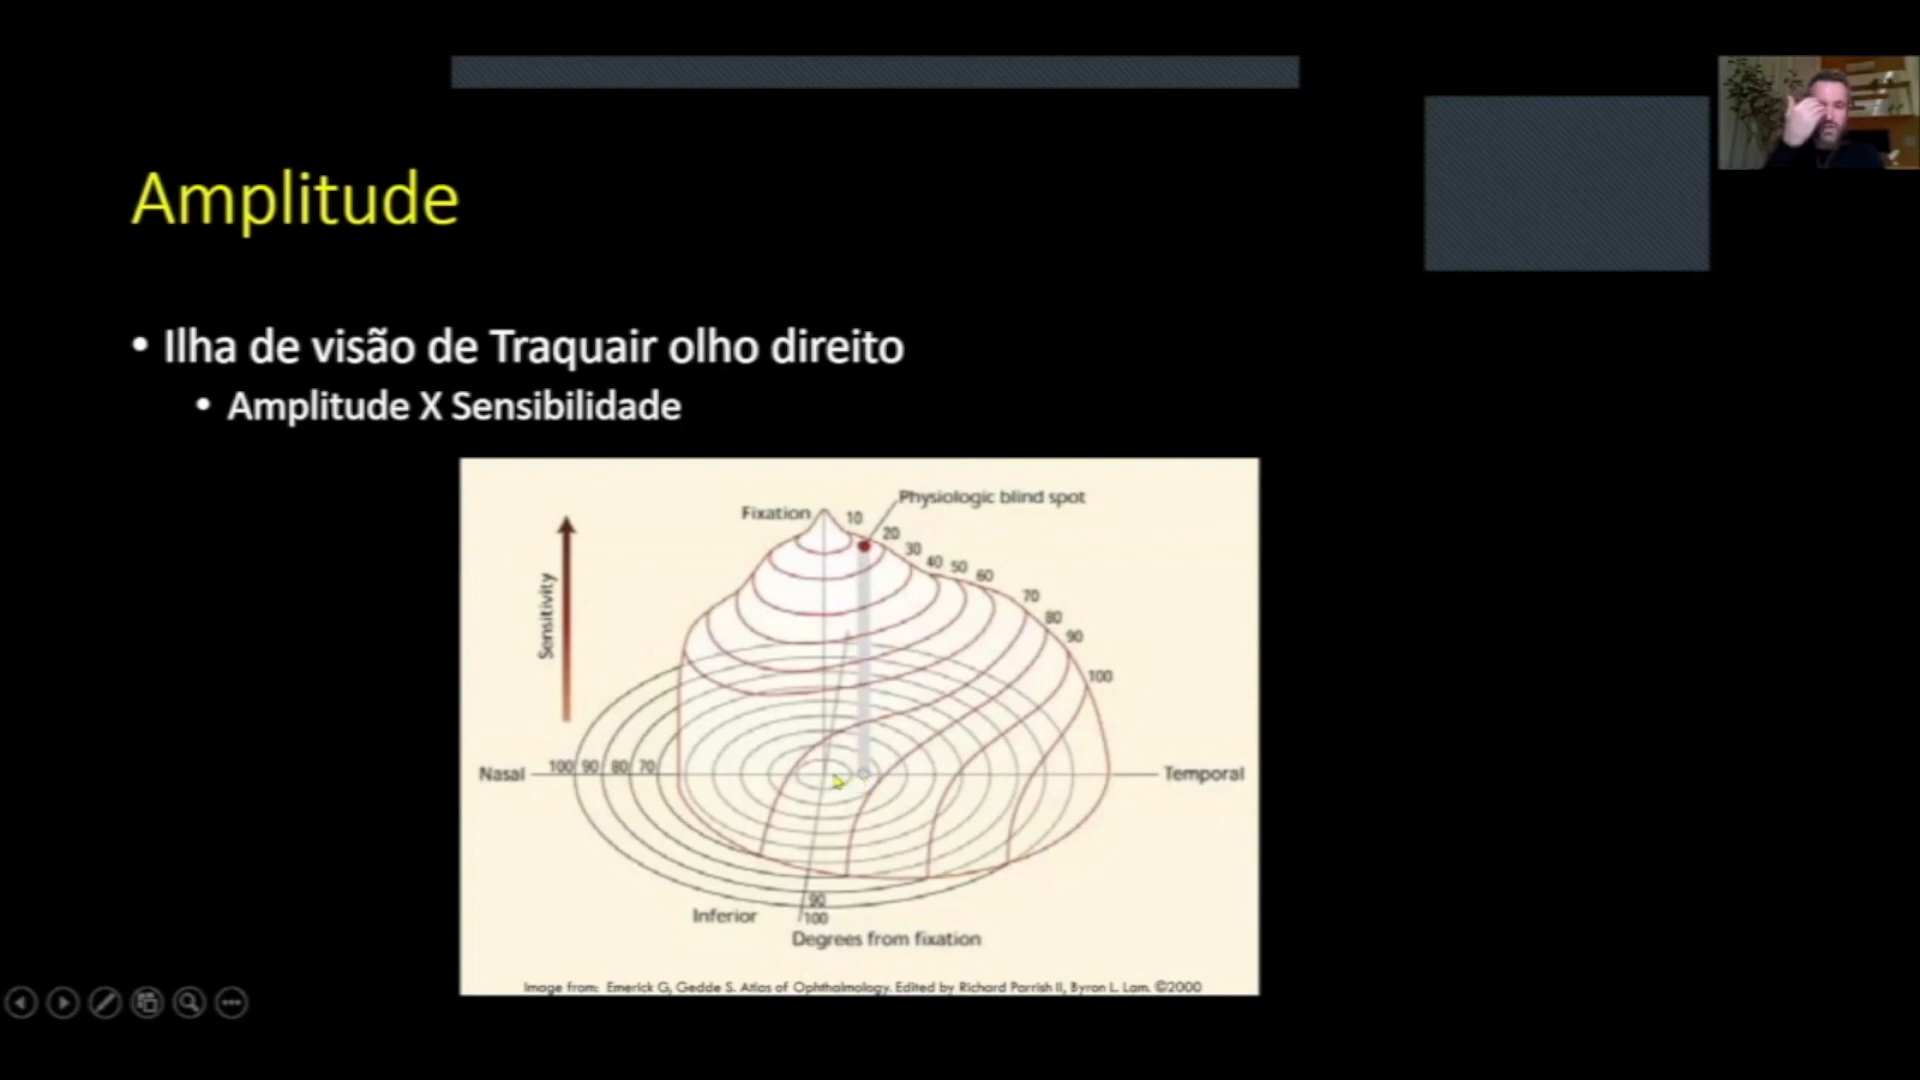 Amplitude
• Ilha de visão de Traquair olho direito
• Amplitude X Sensibilidade
Physiologic blind spot
Fixation
10
20
30
40
50
60
70
80
90
100
Sensitivity
Nasal
100
90
80
70
Temporal
90
Inferior
100
Degrees from fixation
Image from: Emerick G, Gedde S. Atlas of Ophthalmology. Edited by Richard Parrish II, Byron L. Lam. ©2000